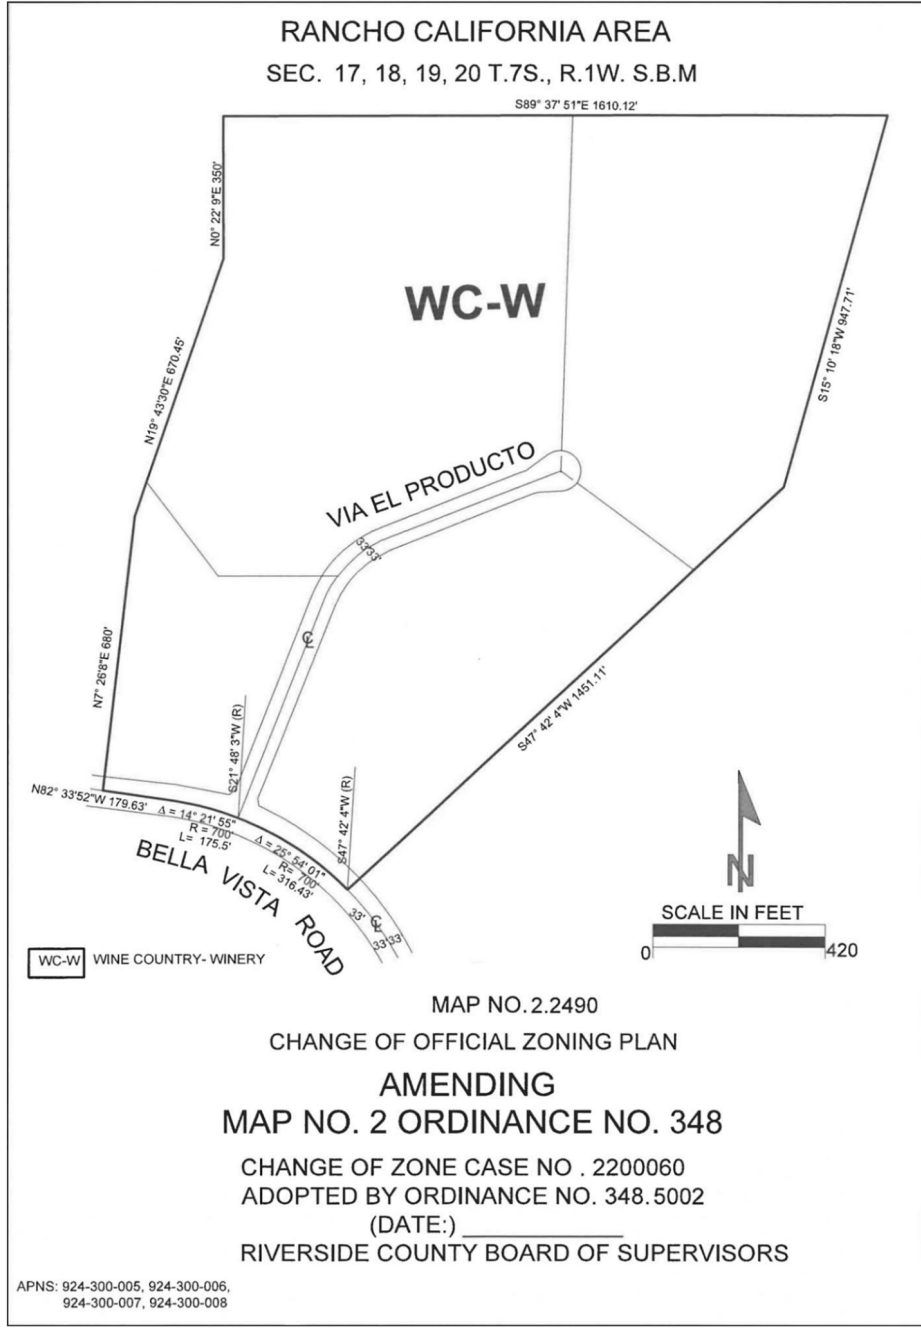 RANCHO CALIFORNIA AREA
SEC. 17, 18, 19, 20 T.7S., R.1W. S.B.M
S89° 37' 51"E 1610.12'
N0° 22' 9"E 350'
WC-W
S15° 10' 18"W 947.71'
N19° 43'30"E 670.45'
VIA EL PRODUCTO
33'33'
CL
N7° 26'8"E 680'
S47° 42' 4"W 1451.11'
S21° 48' 3"W (R)
S47° 42' 4"W (R)
N82° 33'52"W 179.63'
Δ = 14° 21' 55"
R = 700'
L= 175.5'
Δ = 25° 54' 01"
R= 700'
L= 316.43'
BELLA VISTA ROAD
33'
CL
33'33'
N
SCALE IN FEET
0 420
WC-W WINE COUNTRY- WINERY
MAP NO.2.2490
CHANGE OF OFFICIAL ZONING PLAN
AMENDING
MAP NO. 2 ORDINANCE NO. 348
CHANGE OF ZONE CASE NO . 2200060
ADOPTED BY ORDINANCE NO. 348.5002
(DATE:) ____________
RIVERSIDE COUNTY BOARD OF SUPERVISORS
APNS: 924-300-005, 924-300-006,
924-300-007, 924-300-008